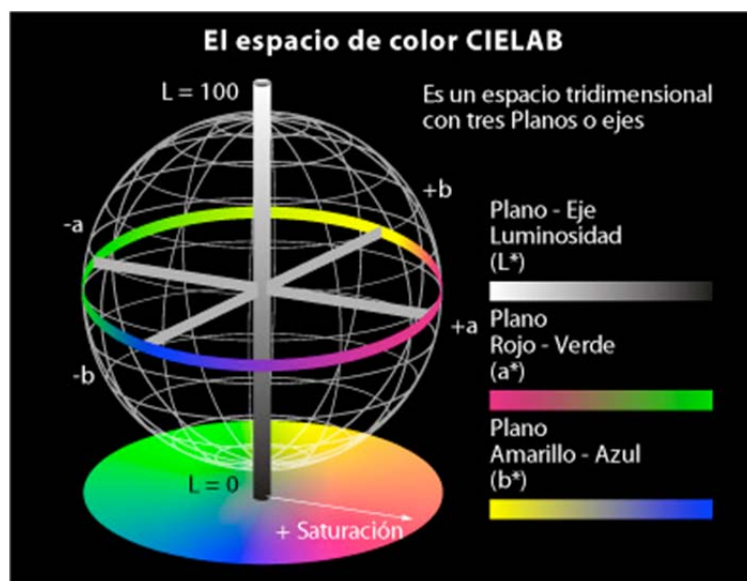 El espacio de color CIELAB
L = 100
Es un espacio tridimensional
con tres Planos o ejes
+b
-a
Plano - Eje
Luminosidad
(L*)
Plano
Rojo - Verde
(a*)
+a
-b
Plano
Amarillo - Azul
(b*)
L = 0
+ Saturación